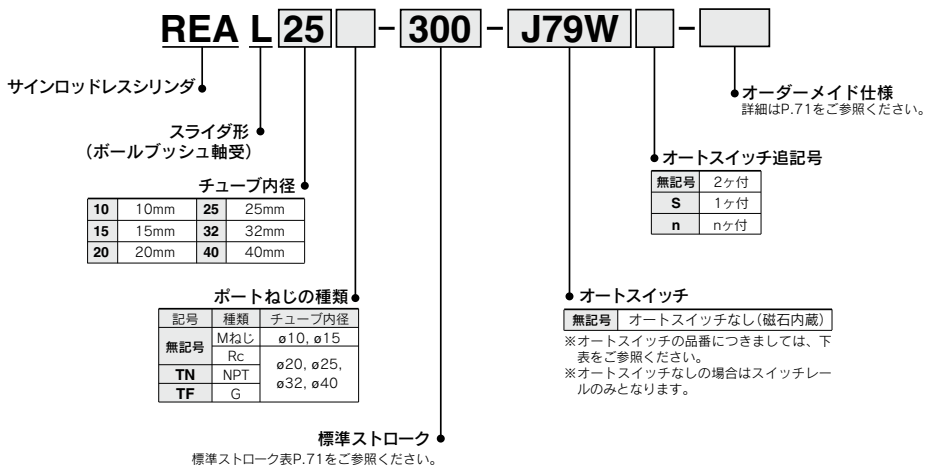 REA L 25 - 300 - J79W -
サインロッドレスシリンダ
オーダーメイド仕様
詳細はP.71をご参照ください。
スライダ形
(ボールブッシュ軸受)
オートスイッチ追記号
無記号 2ヶ付
S 1ヶ付
n nヶ付
チューブ内径
10 10mm 25 25mm
15 15mm 32 32mm
20 20mm 40 40mm
ポートねじの種類
記号 種類 チューブ内径
無記号 Mねじ ø10, ø15
Rc ø20, ø25,
TN NPT ø32, ø40
TF G
オートスイッチ
無記号 オートスイッチなし(磁石内蔵)
※オートスイッチの品番につきましては、下
表をご参照ください。
※オートスイッチなしの場合はスイッチレー
ルのみとなります。
標準ストローク
標準ストローク表P.71をご参照ください。